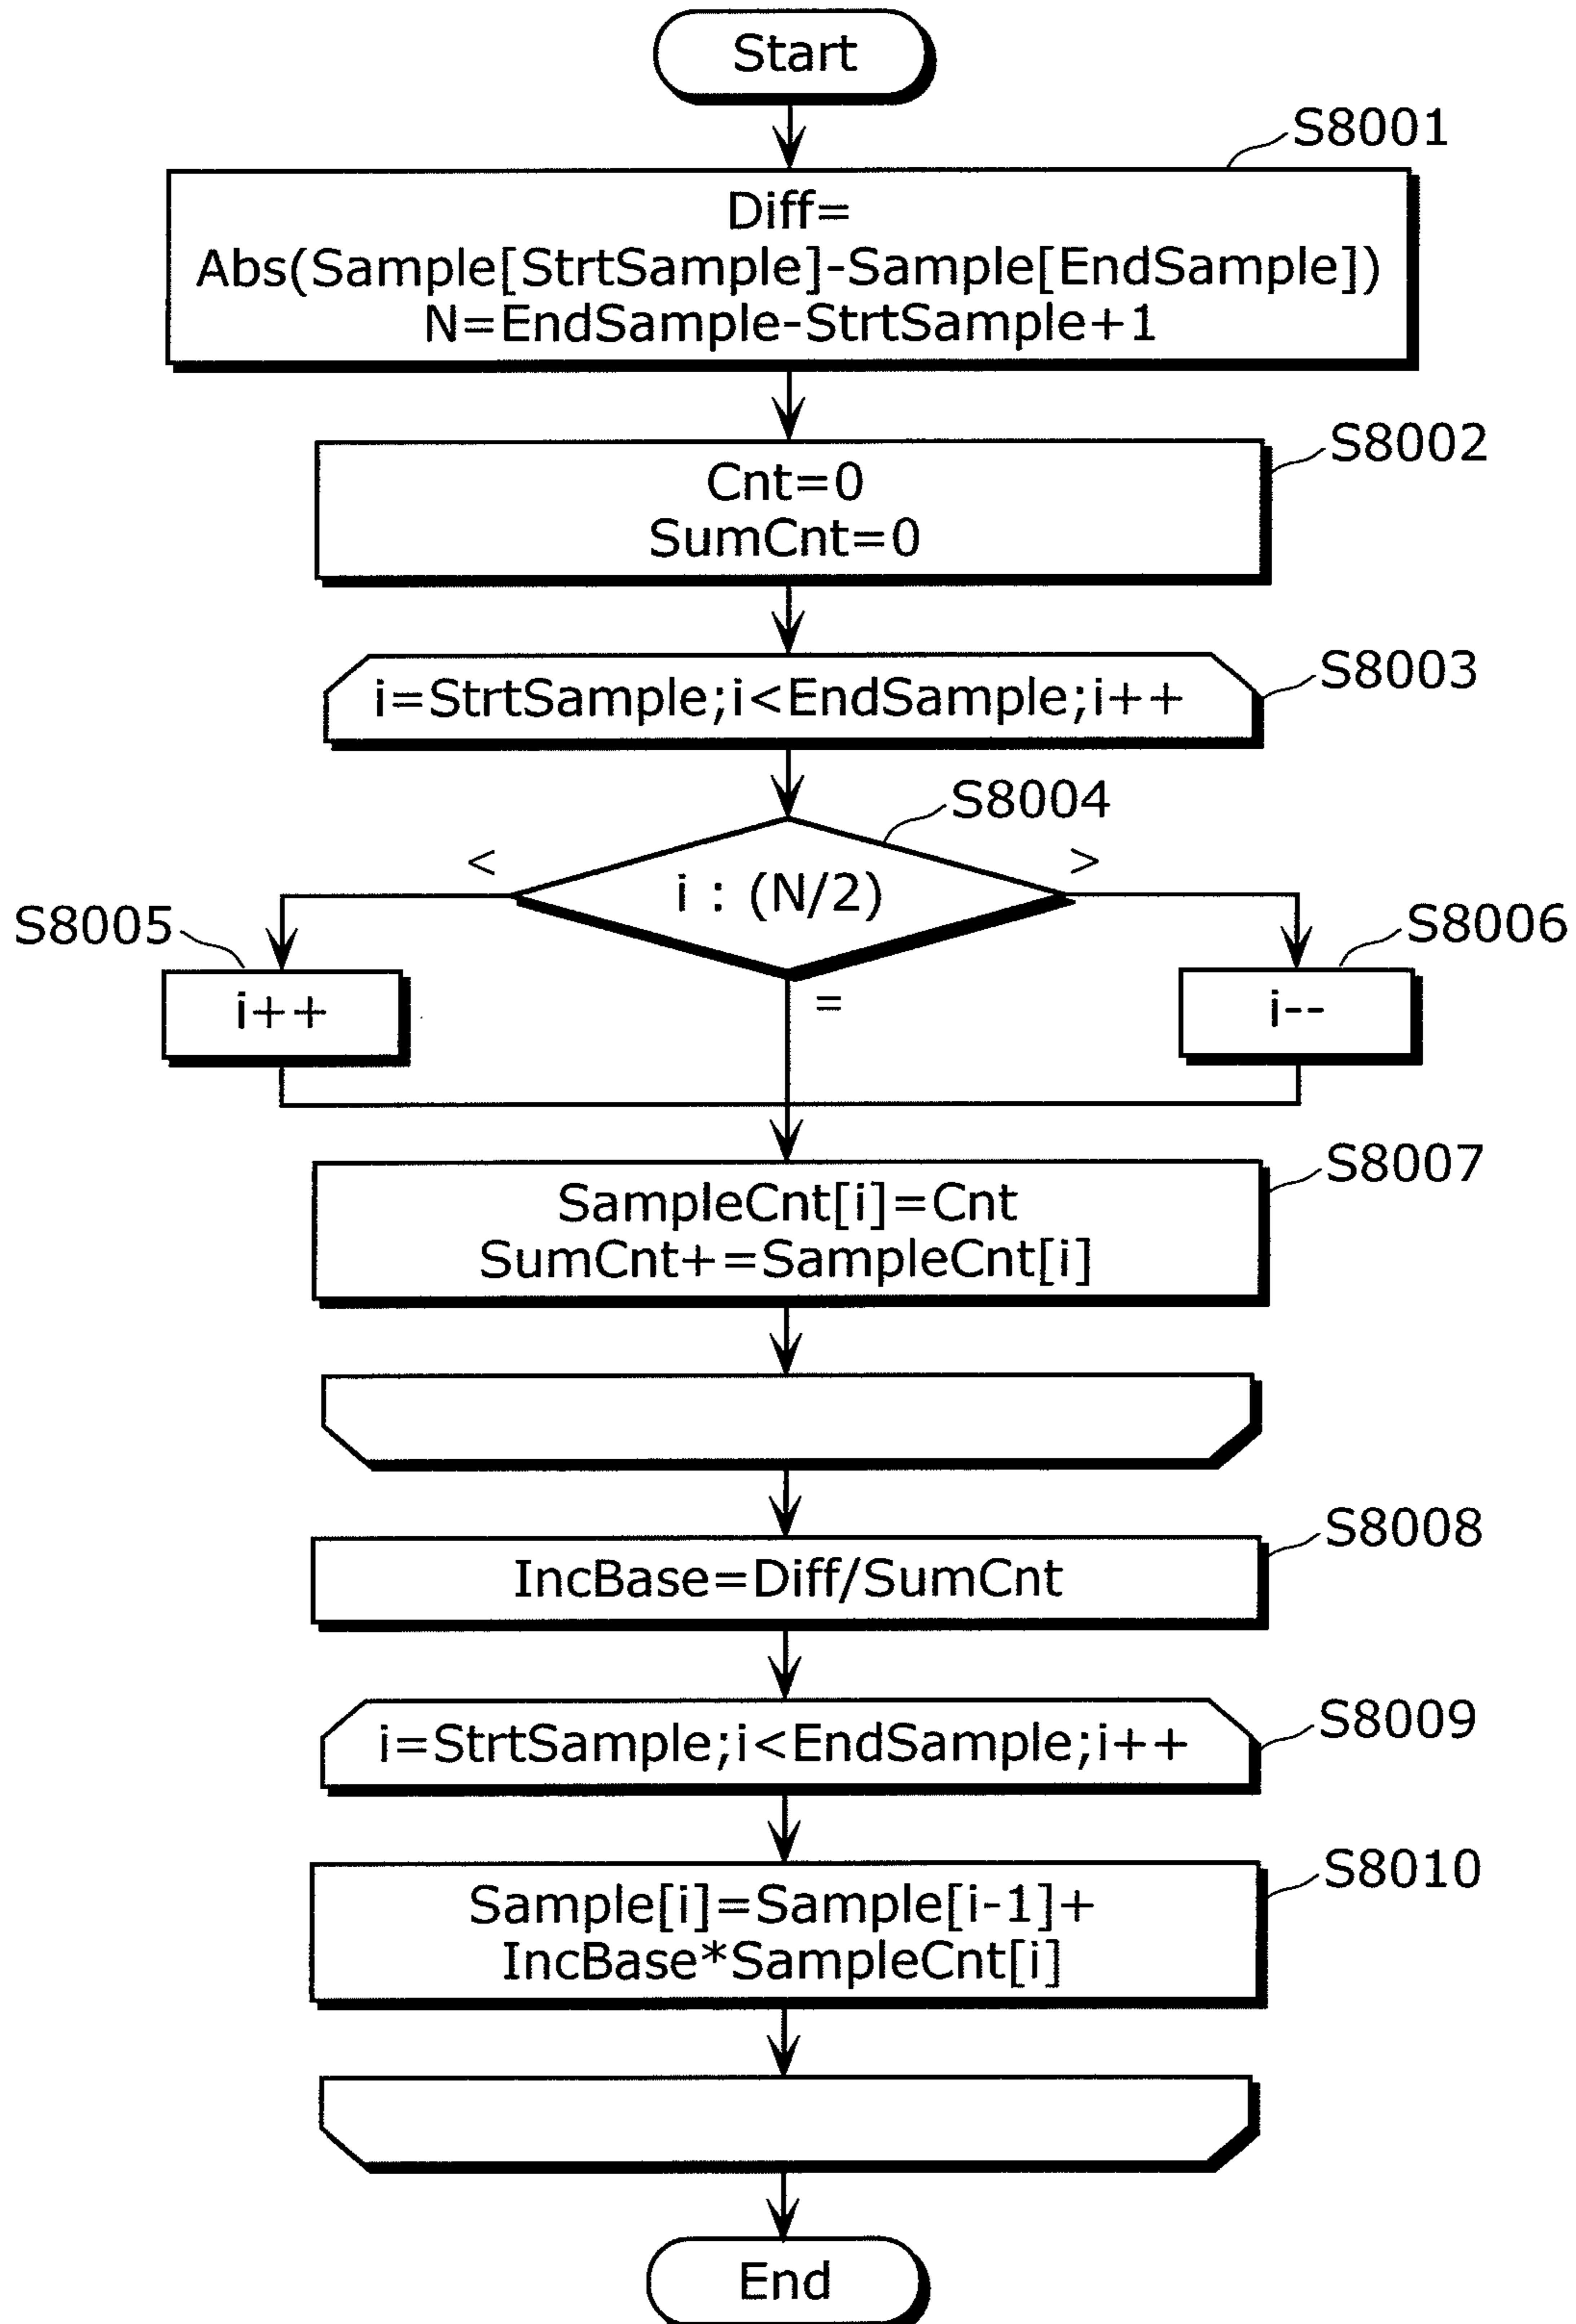 Start
S8001
Diff=
Abs(Sample[StrtSample]-Sample[EndSample])
N=EndSample-StrtSample+1
S8002
Cnt=0
SumCnt=0
S8003
i=StrtSample;i<EndSample;i++
S8004
<
>
i : (N/2)
S8005
S8006
i++
=
i--
S8007
SampleCnt[i]=Cnt
SumCnt+=SampleCnt[i]
S8008
IncBase=Diff/SumCnt
S8009
i=StrtSample;i<EndSample;i++
S8010
Sample[i]=Sample[i-1]+
IncBase*SampleCnt[i]
End